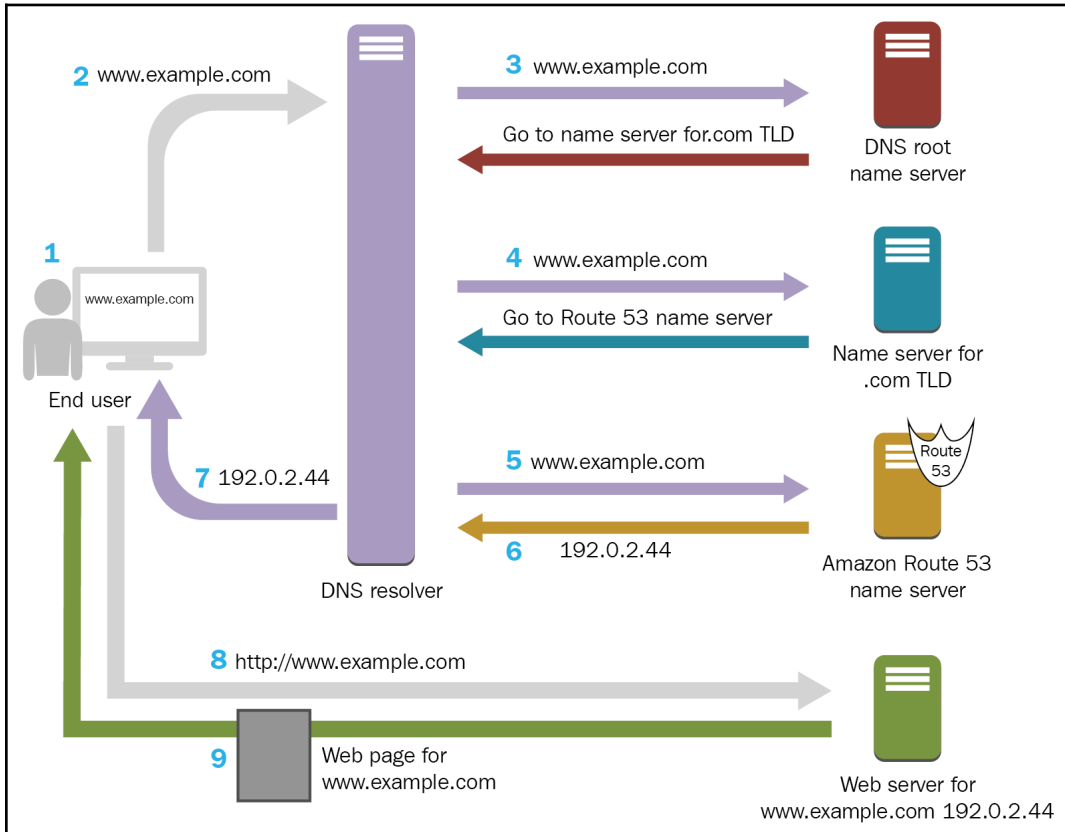 2 www.example.com
3 www.example.com
Go to name server for.com TLD
DNS root
name server
1
www.example.com
End user
4 www.example.com
Go to Route 53 name server
Name server for
.com TLD
Route
53
5 www.example.com
6 192.0.2.44
Amazon Route 53
name server
7 192.0.2.44
DNS resolver
8 http://www.example.com
9 Web page for
www.example.com
Web server for
www.example.com 192.0.2.44